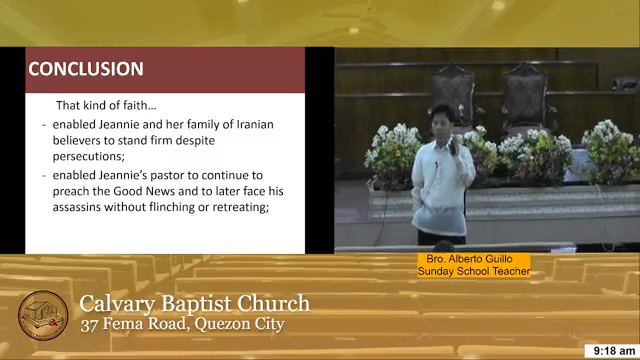 CONCLUSION
That kind of faith…
- enabled Jeannie and her family of Iranian
believers to stand firm despite
persecutions;
- enabled Jeannie's pastor to continue to
preach the Good News and to later face his
assassins without flinching or retreating;
Bro. Alberto Guillo
Sunday School Teacher
Calvary Baptist Church
37 Fema Road, Quezon City
9:18 am